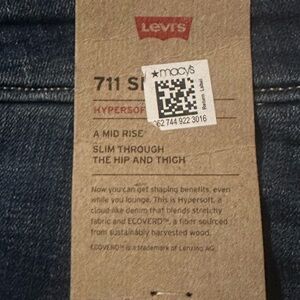 Levi's
★macys
711 S
Return Label
62 744 922 3016
HYPERSOF
A MID RISE
SLIM THROUGH
THE HIP AND THIGH
Now you can get shaping benefits, even
while you lounge. This is Hypersoft, a
cloud-like denim that blends stretchy
fabric and ECOVERO™, a fiber sourced
from sustainably harvested wood.
ECOVERO™ is a trademark of Lenzing AG.